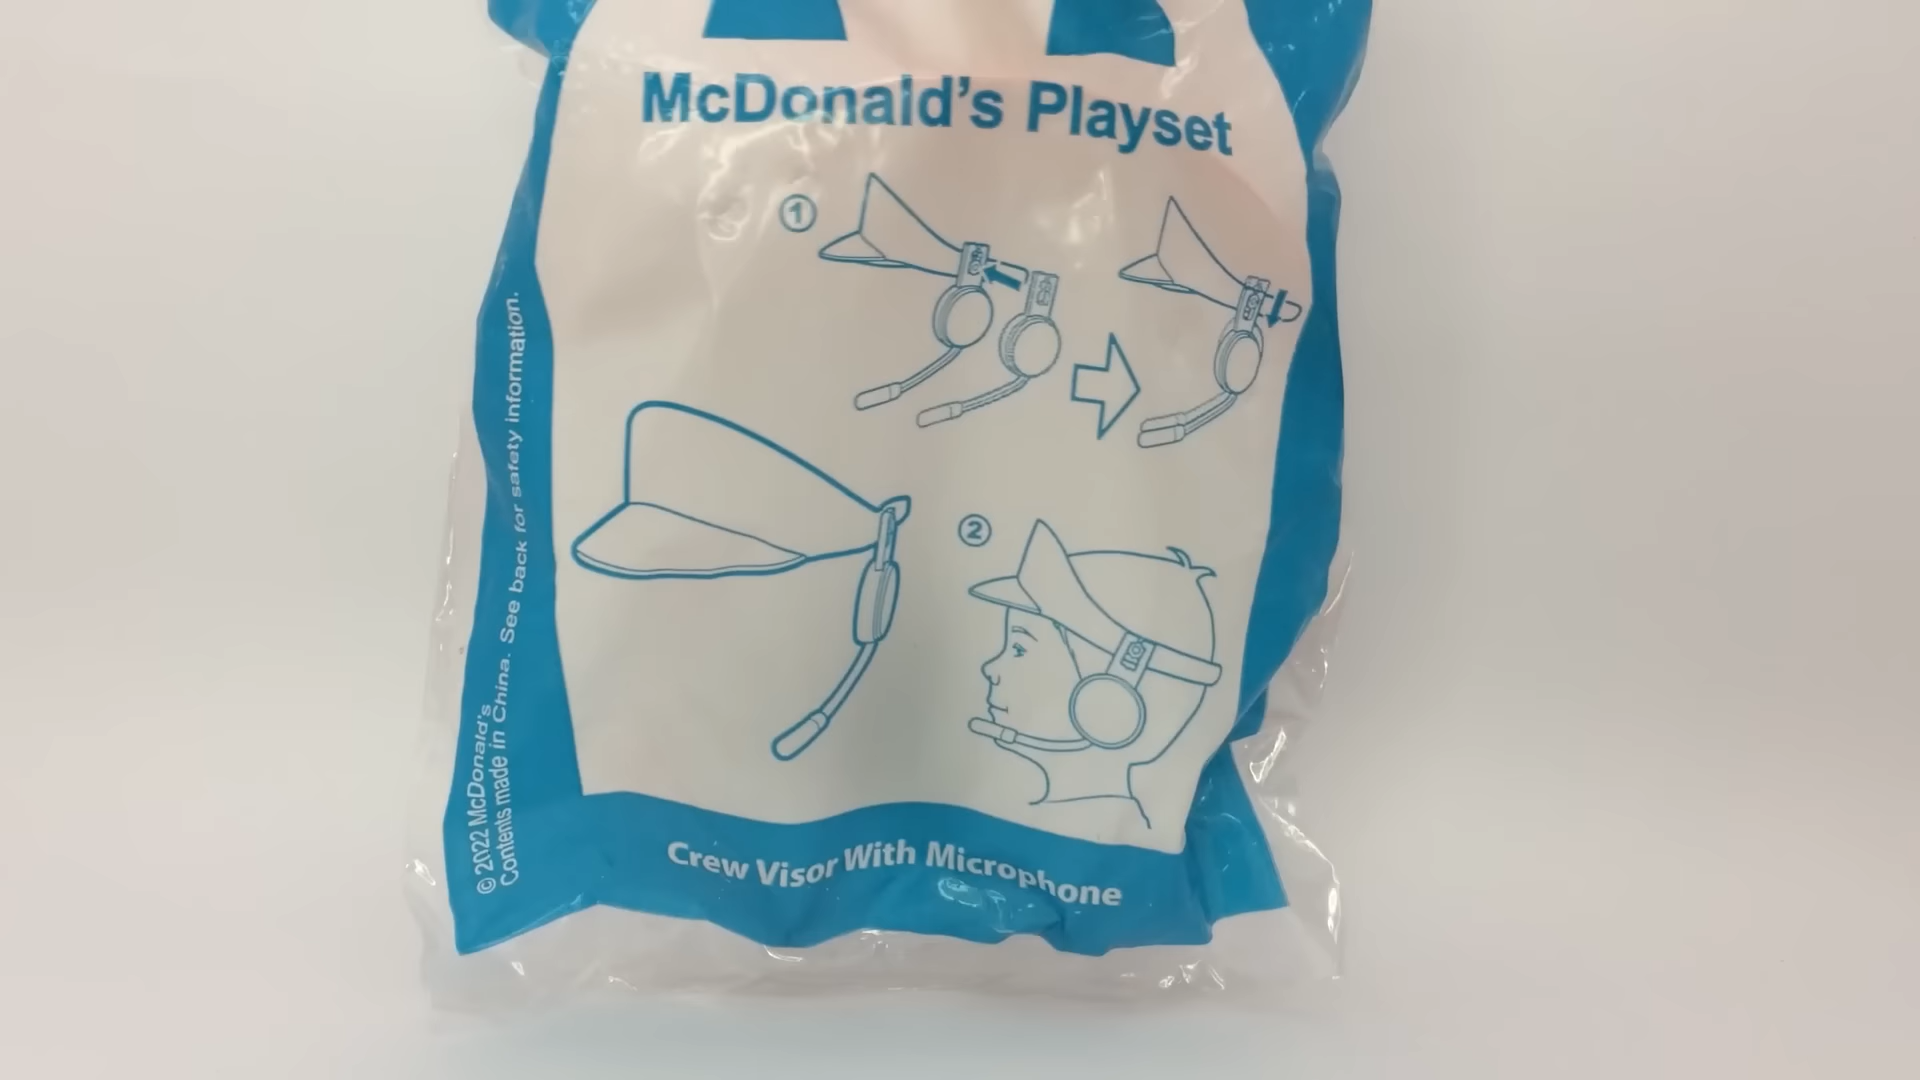 McDonald's Playset
1
2
© 2022 McDonald's
Contents made in China. See back for safety information.
Crew Visor With Microphone